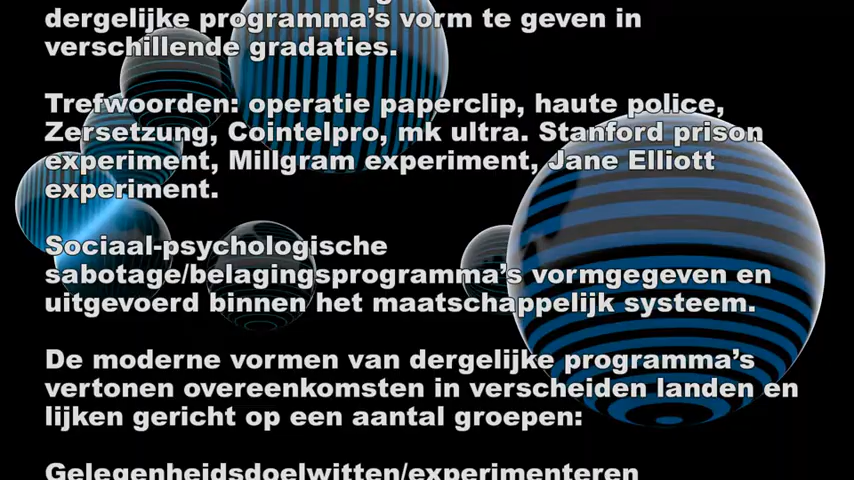 dergelijke programma’s vorm te geven in
verschillende gradaties.
Trefwoorden: operatie paperclip, haute police,
Zersetzung, Cointelpro, mk ultra. Stanford prison
experiment, Millgram experiment, Jane Elliott
experiment.
Sociaal-psychologische
sabotage/belagingsprogramma’s vormgegeven en
uitgevoerd binnen het maatschappelijk systeem.
De moderne vormen van dergelijke programma’s
vertonen overeenkomsten in verscheiden landen en
lijken gericht op een aantal groepen:
Gelegenheidsdoelwitten/experimenteren